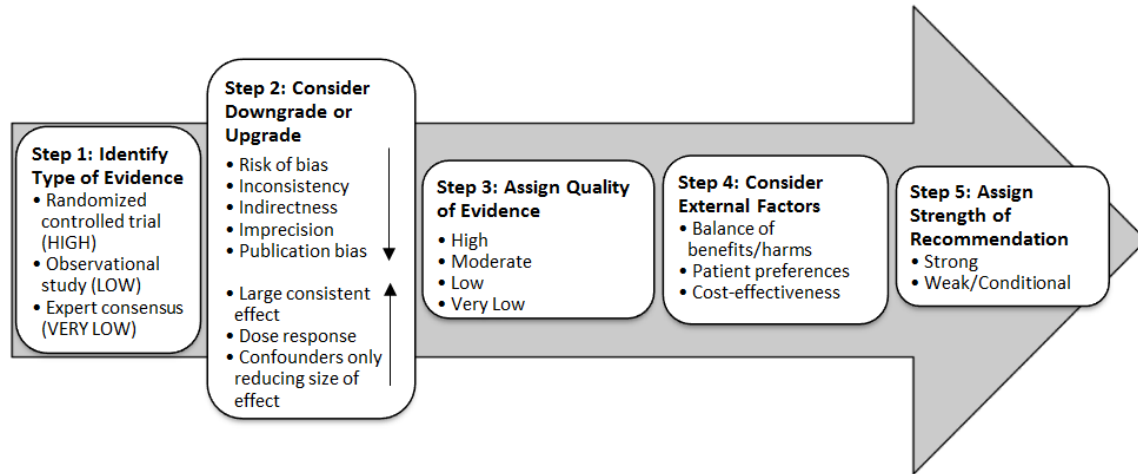 Step 1: Identify
Type of Evidence
• Randomized
controlled trial
(HIGH)
• Observational
study (LOW)
• Expert consensus
(VERY LOW)
Step 2: Consider
Downgrade or
Upgrade
• Risk of bias
• Inconsistency
• Indirectness
• Imprecision
• Publication bias
• Large consistent
effect
• Dose response
• Confounders only
reducing size of
effect
Step 3: Assign Quality
of Evidence
• High
• Moderate
• Low
• Very Low
Step 4: Consider
External Factors
• Balance of
benefits/harms
• Patient preferences
• Cost-effectiveness
Step 5: Assign
Strength of
Recommendation
• Strong
• Weak/Conditional